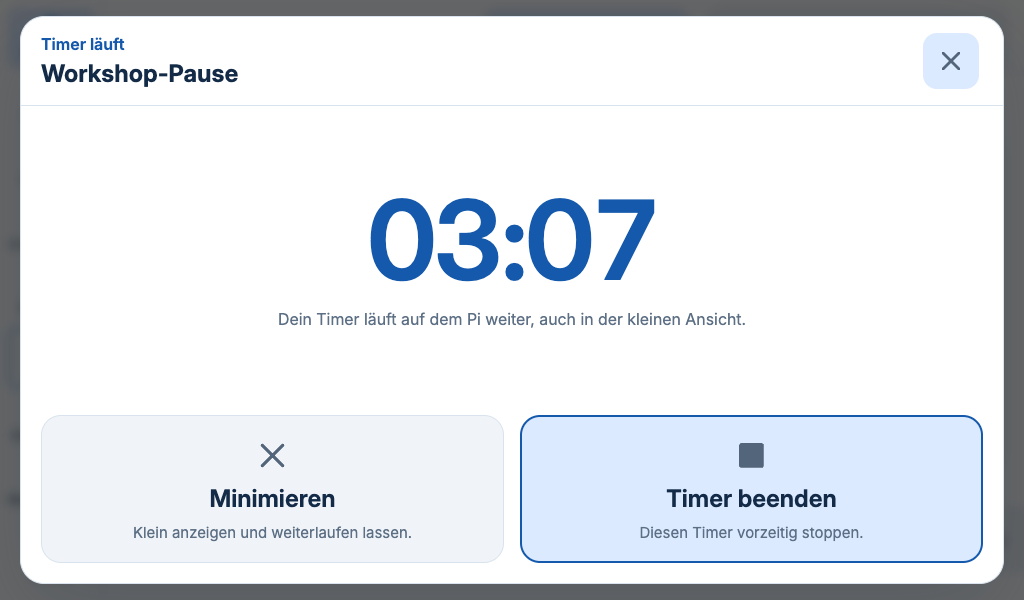 Timer läuft
Workshop-Pause
03:07
Dein Timer läuft auf dem Pi weiter, auch in der kleinen Ansicht.
Minimieren
Klein anzeigen und weiterlaufen lassen.
Timer beenden
Diesen Timer vorzeitig stoppen.